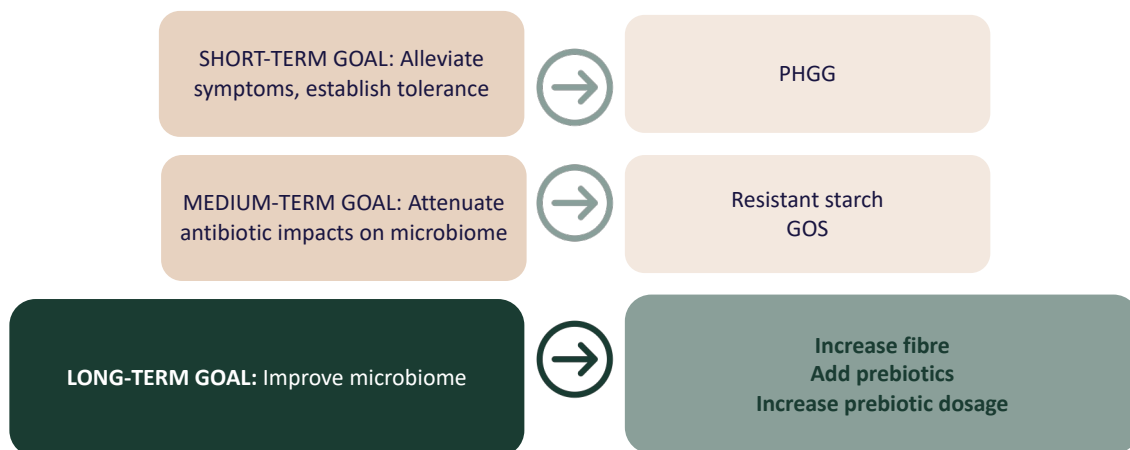 SHORT-TERM GOAL: Alleviate
symptoms, establish tolerance
PHGG
MEDIUM-TERM GOAL: Attenuate
antibiotic impacts on microbiome
Resistant starch
GOS
LONG-TERM GOAL: Improve microbiome
Increase fibre
Add prebiotics
Increase prebiotic dosage